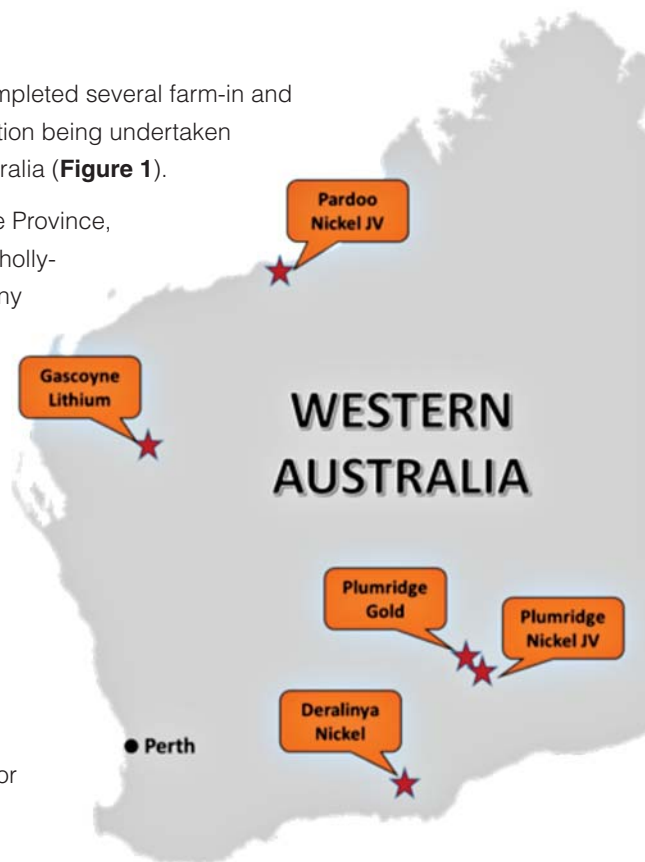 mpleted several farm-in and
tion being undertaken
ralia (Figure 1).
e Province,
holly-
ny
Pardoo
Nickel JV
Gascoyne
Lithium
WESTERN
AUSTRALIA
Plumridge
Gold
Plumridge
Nickel JV
Deralinya
Nickel
Perth
or